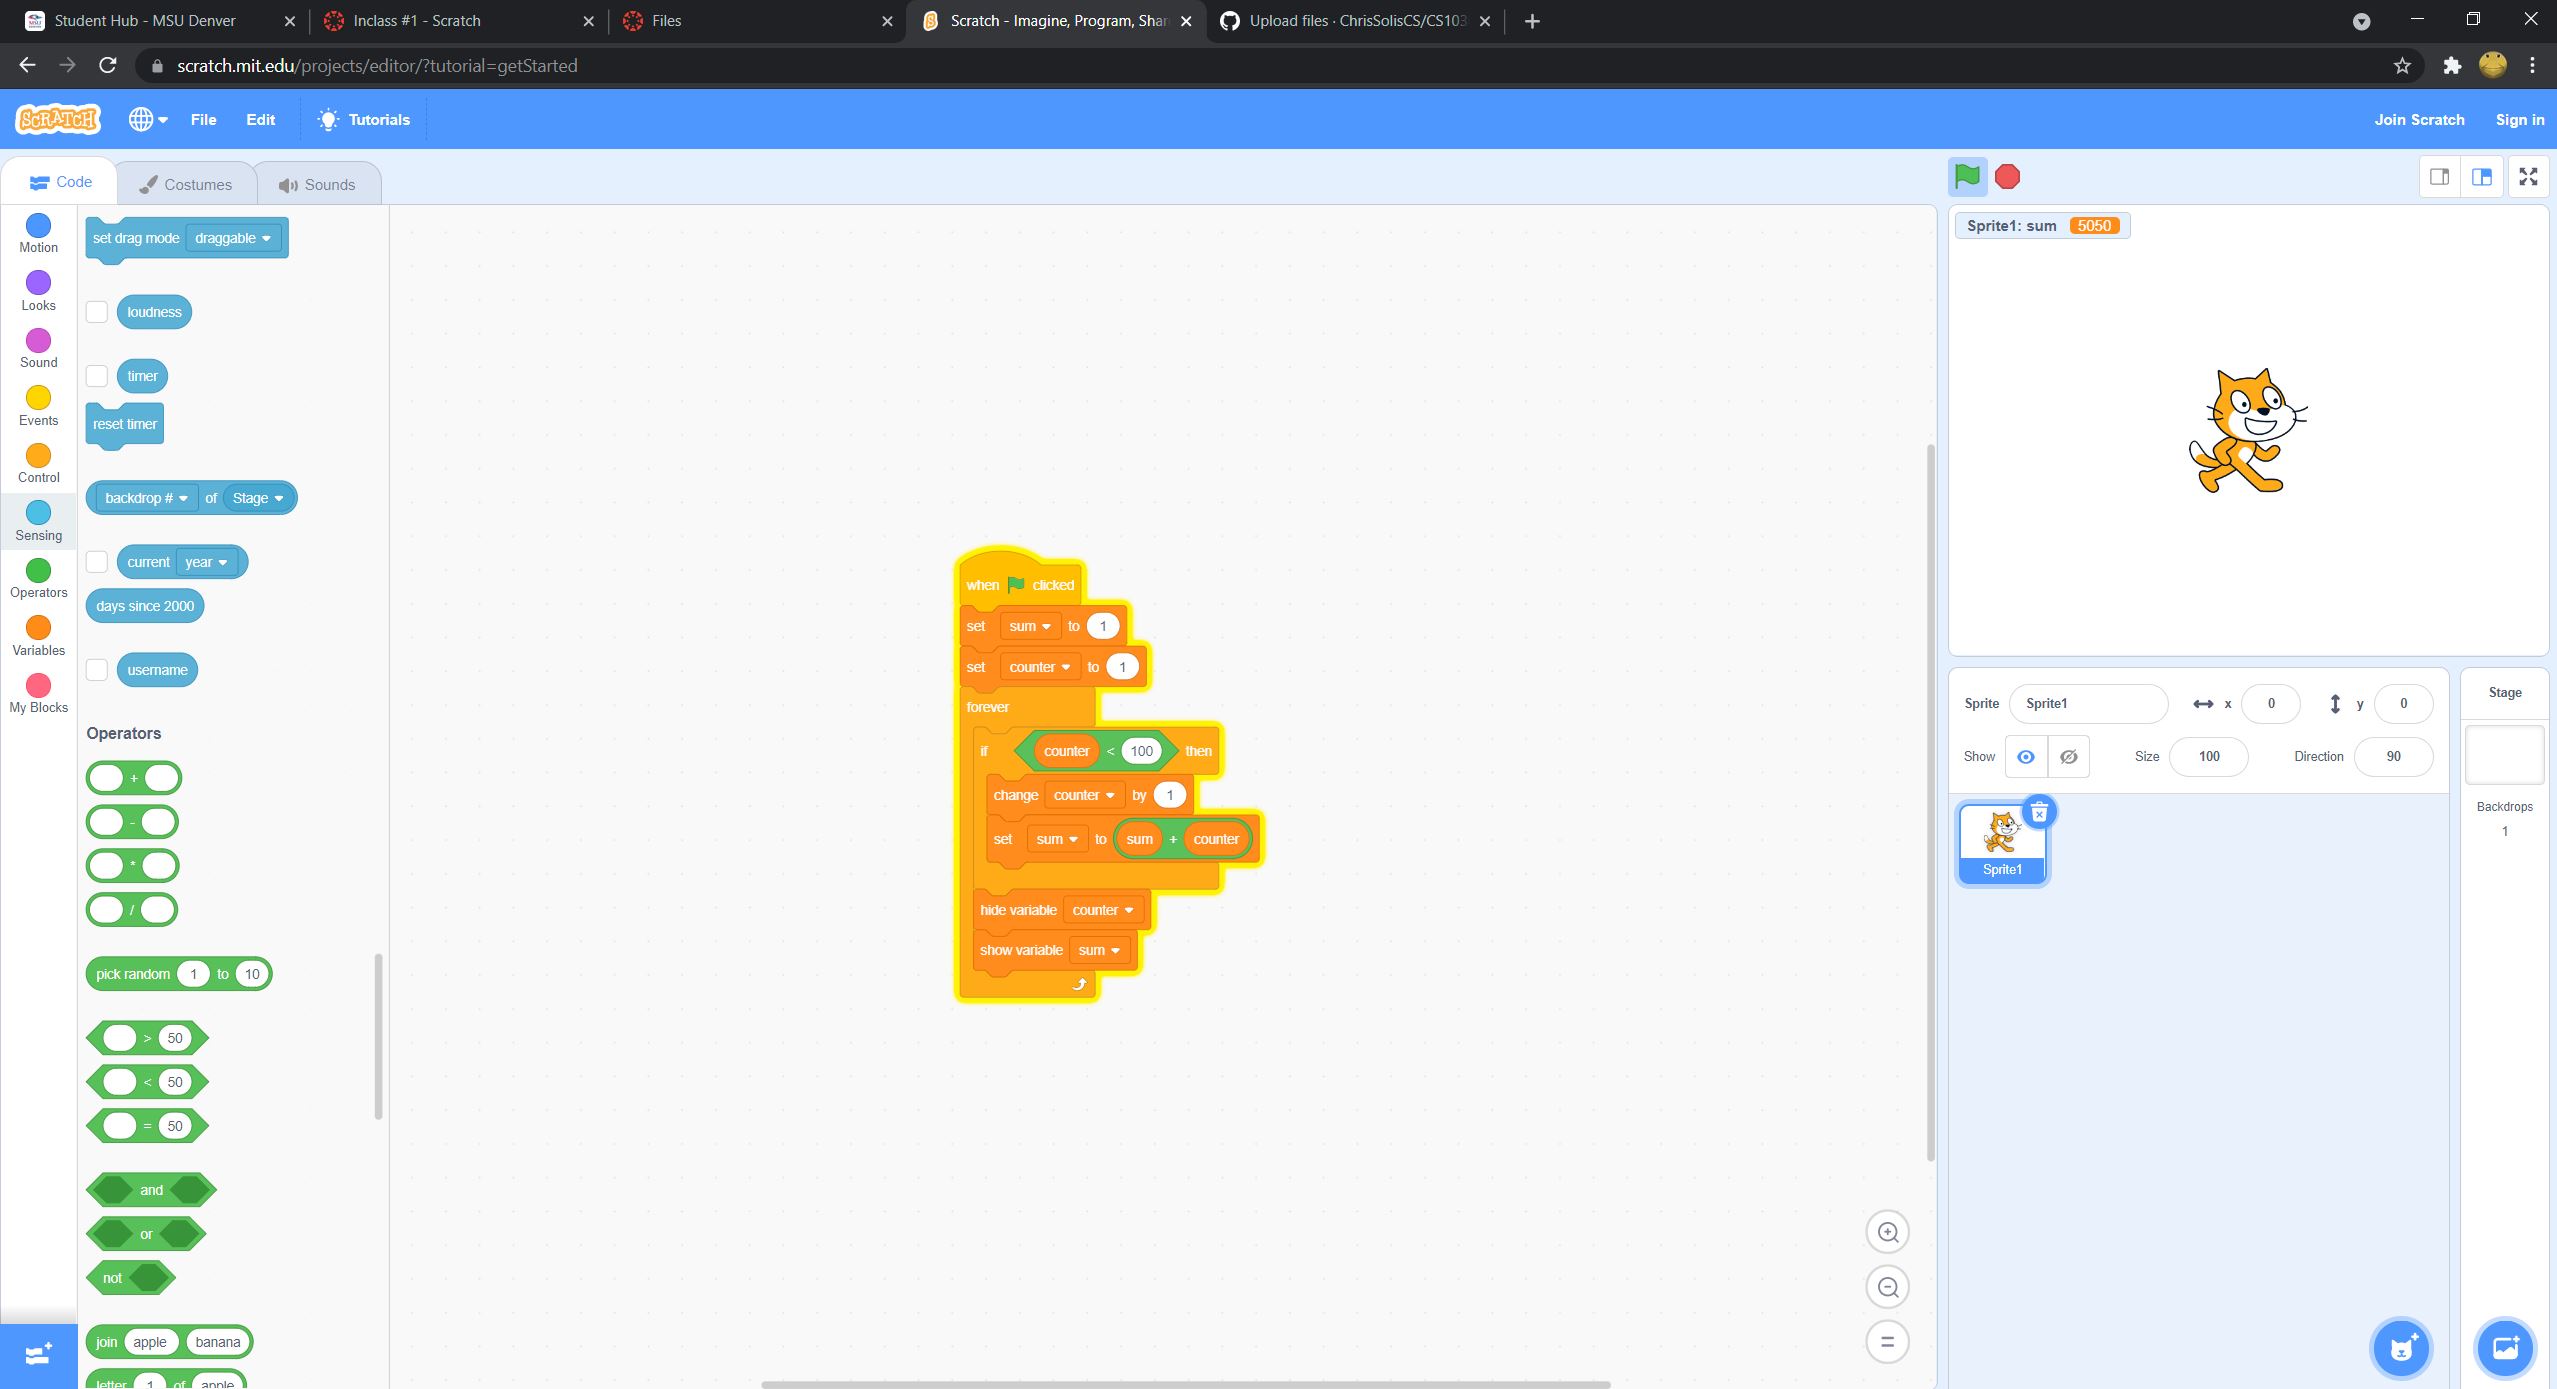 Student Hub - MSU Denver
Inclass #1 - Scratch
Files
Scratch - Imagine, Program, Shar
Upload files · ChrisSolisCS/CS103
scratch.mit.edu/projects/editor/?tutorial=getStarted
SCRATCH
File
Edit
Tutorials
Join Scratch
Sign in
Code
Costumes
Sounds
Motion
Looks
Sound
Events
Control
Sensing
Operators
Variables
My Blocks
set drag mode draggable
loudness
timer
reset timer
backdrop # of Stage
current year
days since 2000
username
Operators
+
-
*
/
pick random 1 to 10
> 50
< 50
= 50
and
or
not
join apple banana
letter 1 of apple
when clicked
set sum to 1
set counter to 1
forever
if counter < 100 then
change counter by 1
set sum to sum + counter
hide variable counter
show variable sum
Sprite1: sum 5050
Sprite Sprite1 x 0 y 0
Show Size 100 Direction 90
Sprite1
Stage
Backdrops
1